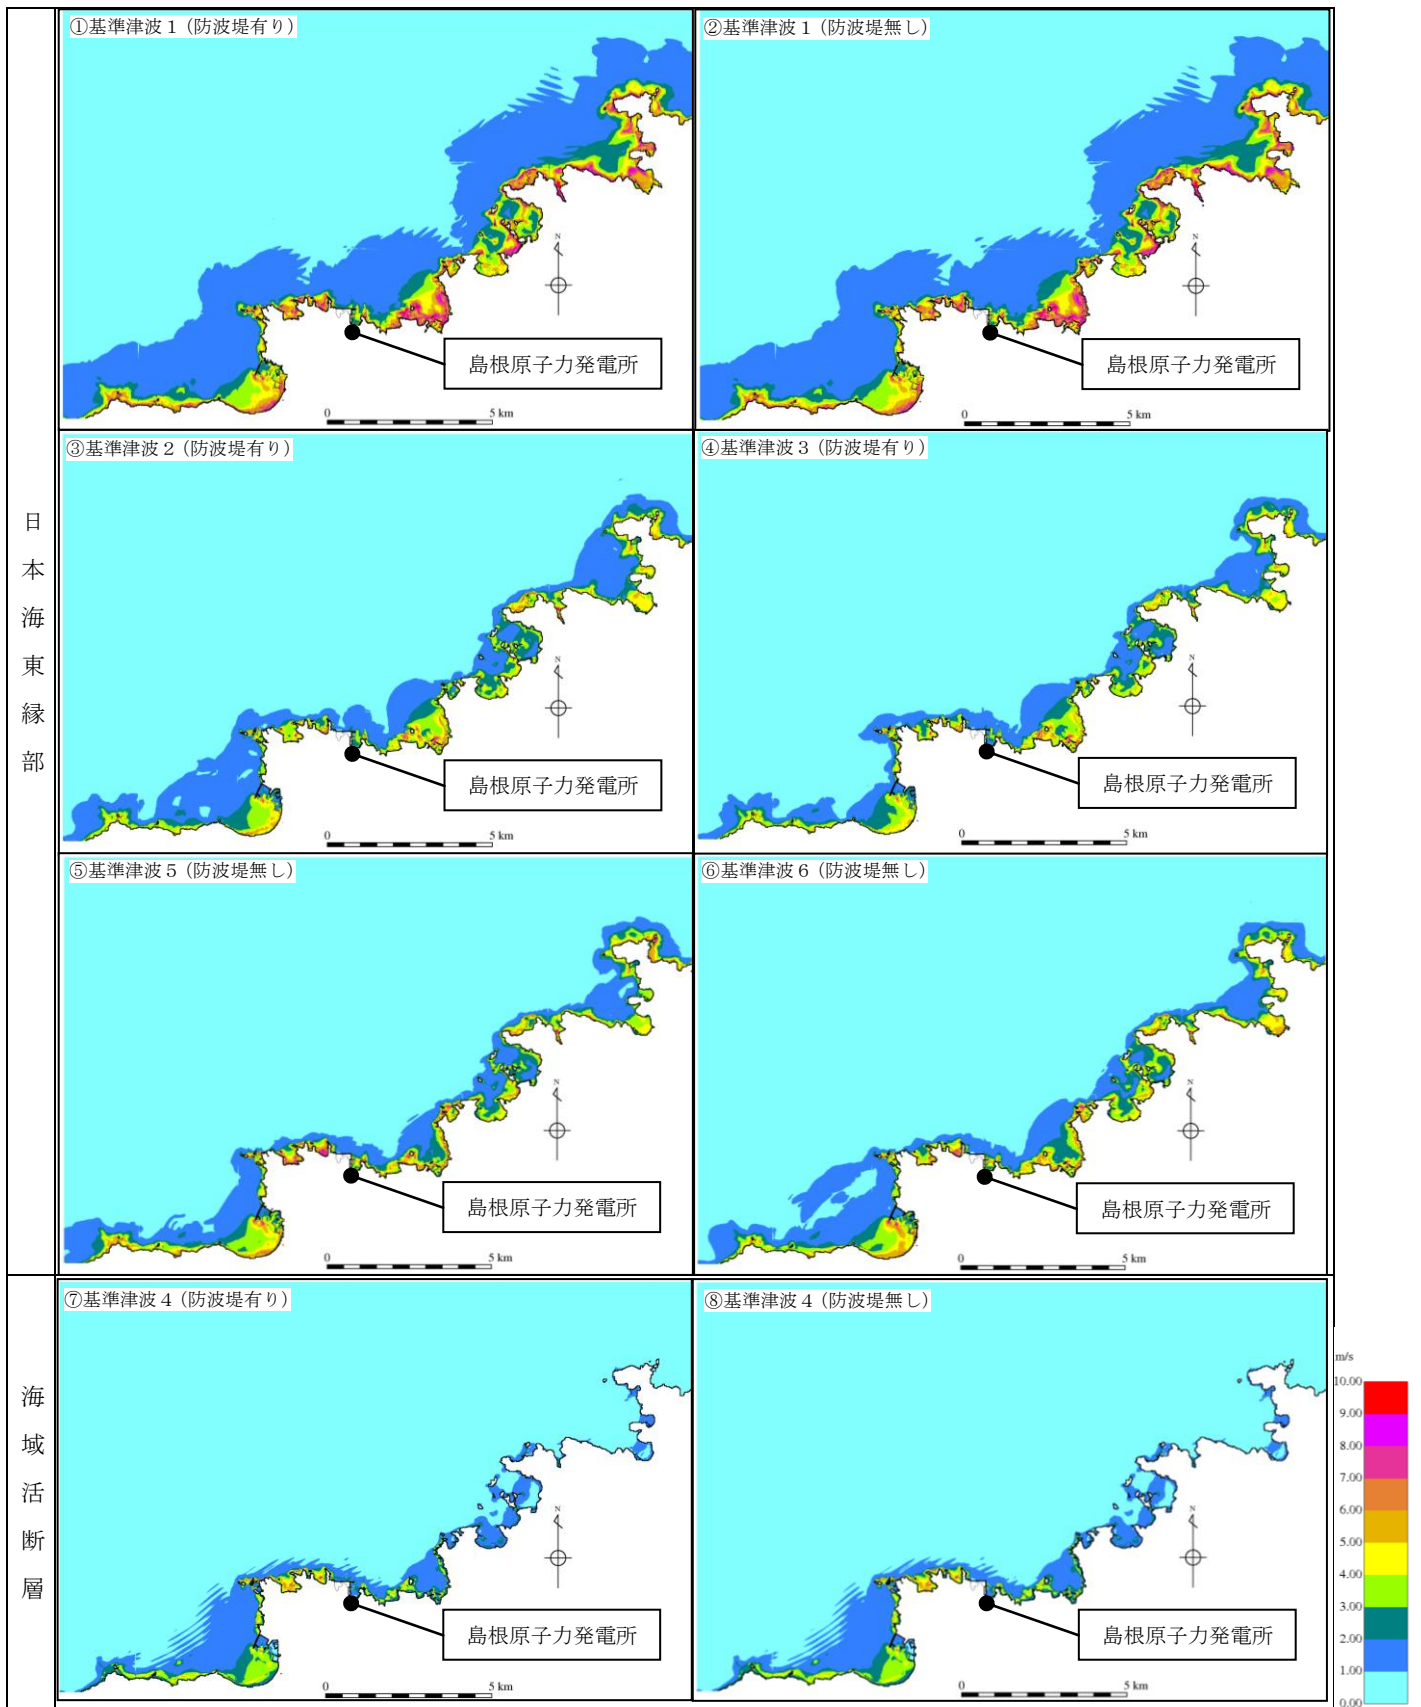 ①基準津波１(防波堤有り)
②基準津波１(防波堤無し)
N
N
島根原子力発電所
島根原子力発電所
0 5 km
0 5 km
③基準津波２(防波堤有り)
④基準津波３(防波堤有り)
日本海東縁部
N
N
島根原子力発電所
島根原子力発電所
0 5 km
0 5 km
⑤基準津波５(防波堤無し)
⑥基準津波６(防波堤無し)
N
N
島根原子力発電所
島根原子力発電所
0 5 km
0 5 km
⑦基準津波４(防波堤有り)
⑧基準津波４(防波堤無し)
海域活断層
N
N
島根原子力発電所
島根原子力発電所
0 5 km
0 5 km
m/s
10.00
9.00
8.00
7.00
6.00
5.00
4.00
3.00
2.00
1.00
0.00